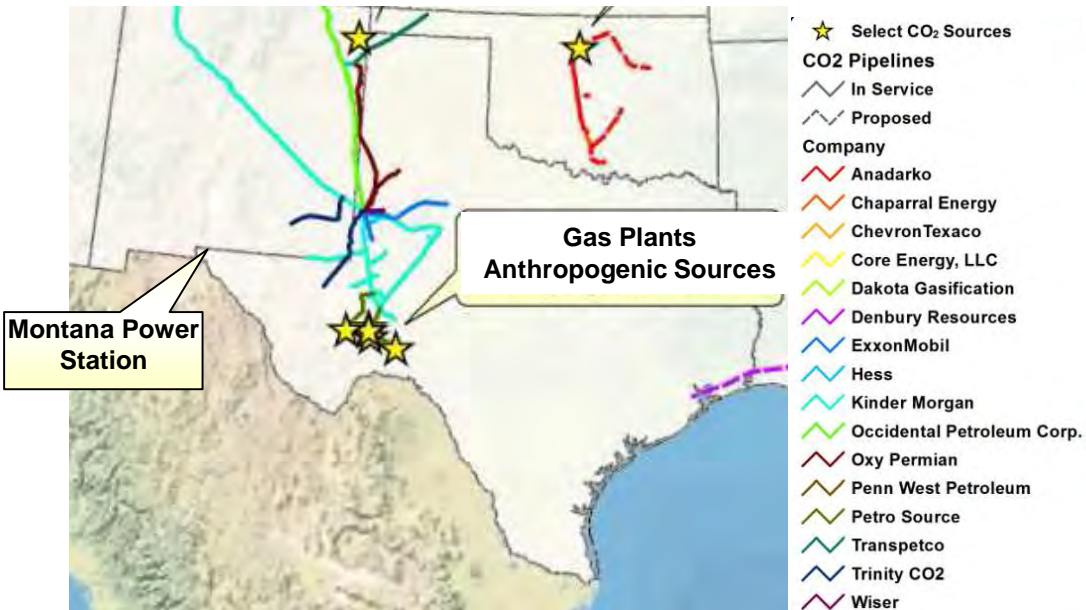 Gas Plants
Anthropogenic Sources
Montana Power
Station
Select CO₂ Sources
CO2 Pipelines
In Service
Proposed
Company
Anadarko
Chaparral Energy
ChevronTexaco
Core Energy, LLC
Dakota Gasification
Denbury Resources
ExxonMobil
Hess
Kinder Morgan
Occidental Petroleum Corp.
Oxy Permian
Penn West Petroleum
Petro Source
Transpetco
Trinity CO2
Wiser